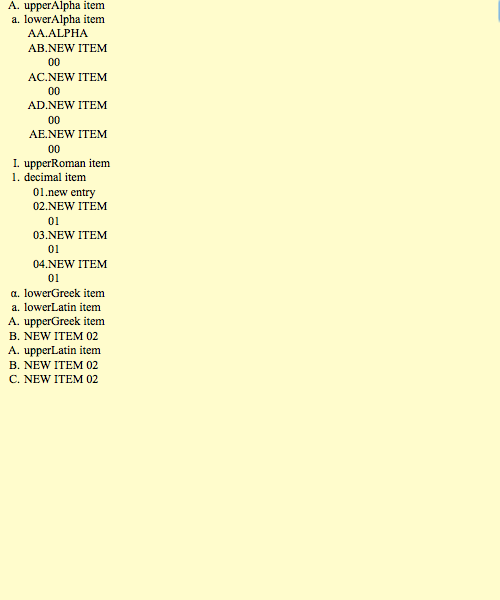 A. upperAlpha item
a. lowerAlpha item
AA.ALPHA
AB.NEW ITEM
00
AC.NEW ITEM
00
AD.NEW ITEM
00
AE.NEW ITEM
00
I. upperRoman item
1. decimal item
01.new entry
02.NEW ITEM
01
03.NEW ITEM
01
04.NEW ITEM
01
α. lowerGreek item
a. lowerLatin item
A. upperGreek item
B. NEW ITEM 02
A. upperLatin item
B. NEW ITEM 02
C. NEW ITEM 02